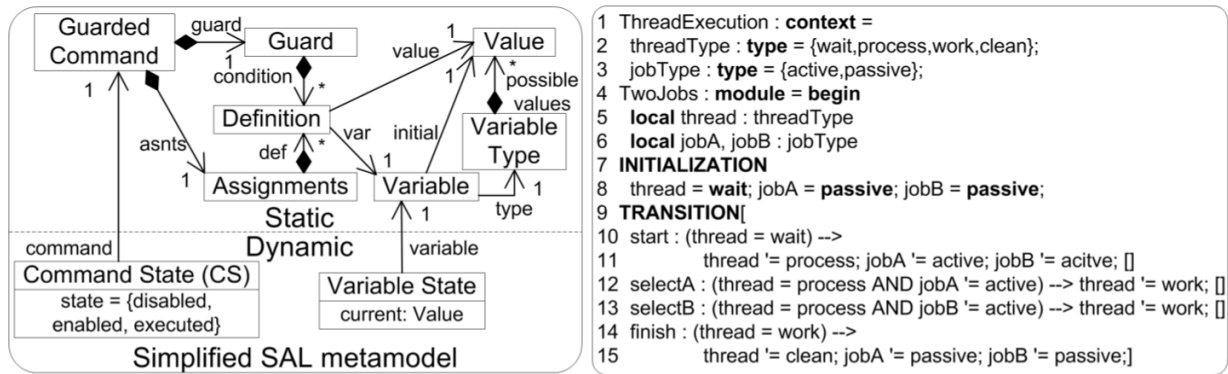 Guarded
Command
guard
1
Guard
value
1
Value
condition
*
1
*
possible
values
1
Definition
var
initial
Variable
Type
asnts
def
*
1
1
1
Assignments
Variable
type
1
Static
Dynamic
command
variable
Command State (CS)
state = {disabled,
enabled, executed}
Variable State
current: Value
Simplified SAL metamodel
1 ThreadExecution : context =
2 threadType : type = {wait,process,work,clean};
3 jobType : type = {active,passive};
4 TwoJobs : module = begin
5 local thread : threadType
6 local jobA, jobB : jobType
7 INITIALIZATION
8 thread = wait; jobA = passive; jobB = passive;
9 TRANSITION[
10 start : (thread = wait) -->
11 thread '= process; jobA '= active; jobB '= acitve; []
12 selectA : (thread = process AND jobA '= active) --> thread '= work; []
13 selectB : (thread = process AND jobB '= active) --> thread '= work; []
14 finish : (thread = work) -->
15 thread '= clean; jobA '= passive; jobB '= passive;]